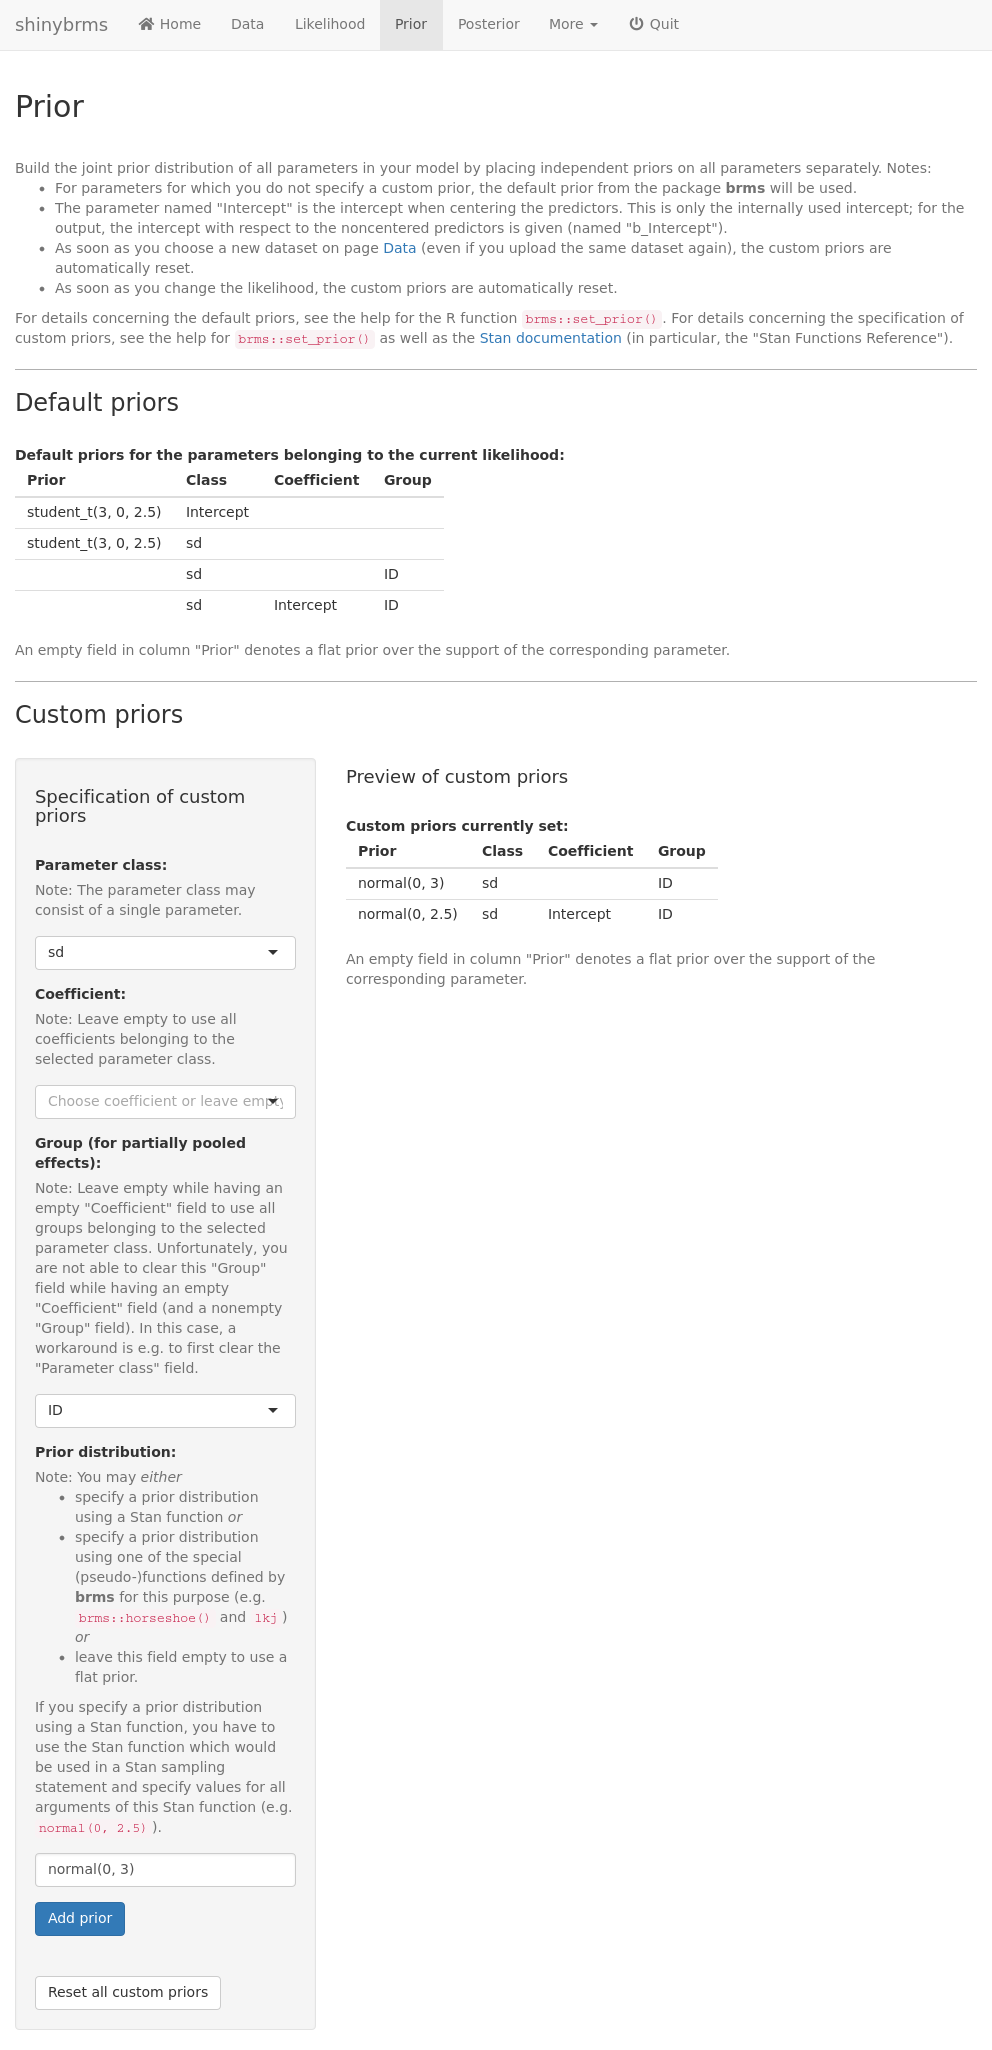 shinybrms Home Data Likelihood Prior Posterior More Quit
Prior
Build the joint prior distribution of all parameters in your model by placing independent priors on all parameters separately. Notes:
• For parameters for which you do not specify a custom prior, the default prior from the package brms will be used.
• The parameter named "Intercept" is the intercept when centering the predictors. This is only the internally used intercept; for the
output, the intercept with respect to the noncentered predictors is given (named "b_Intercept").
• As soon as you choose a new dataset on page Data (even if you upload the same dataset again), the custom priors are
automatically reset.
• As soon as you change the likelihood, the custom priors are automatically reset.
For details concerning the default priors, see the help for the R function brms::set_prior(). For details concerning the specification of
custom priors, see the help for brms::set_prior() as well as the Stan documentation (in particular, the "Stan Functions Reference").
Default priors
Default priors for the parameters belonging to the current likelihood:
Prior Class Coefficient Group
student_t(3, 0, 2.5) Intercept
student_t(3, 0, 2.5) sd
sd ID
sd Intercept ID
An empty field in column "Prior" denotes a flat prior over the support of the corresponding parameter.
Custom priors
Specification of custom
priors
Parameter class:
Note: The parameter class may
consist of a single parameter.
sd
Coefficient:
Note: Leave empty to use all
coefficients belonging to the
selected parameter class.
Choose coefficient or leave empty
Group (for partially pooled
effects):
Note: Leave empty while having an
empty "Coefficient" field to use all
groups belonging to the selected
parameter class. Unfortunately, you
are not able to clear this "Group"
field while having an empty
"Coefficient" field (and a nonempty
"Group" field). In this case, a
workaround is e.g. to first clear the
"Parameter class" field.
ID
Prior distribution:
Note: You may either
• specify a prior distribution
using a Stan function or
• specify a prior distribution
using one of the special
(pseudo-)functions defined by
brms for this purpose (e.g.
brms::horseshoe() and lkj)
or
• leave this field empty to use a
flat prior.
If you specify a prior distribution
using a Stan function, you have to
use the Stan function which would
be used in a Stan sampling
statement and specify values for all
arguments of this Stan function (e.g.
normal(0, 2.5)).
normal(0, 3)
Add prior
Reset all custom priors
Preview of custom priors
Custom priors currently set:
Prior Class Coefficient Group
normal(0, 3) sd ID
normal(0, 2.5) sd Intercept ID
An empty field in column "Prior" denotes a flat prior over the support of the
corresponding parameter.